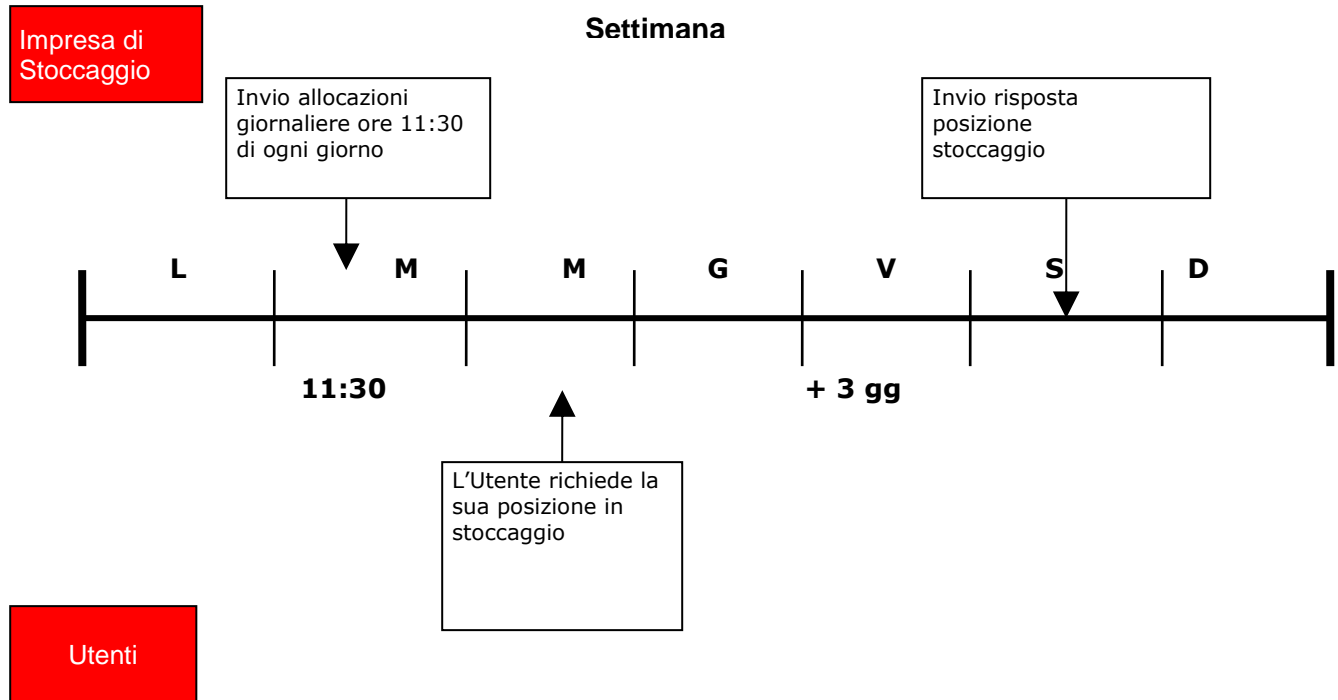 Settimana
Impresa di
Stoccaggio
Invio allocazioni
giornaliere ore 11:30
di ogni giorno
Invio risposta
posizione
stoccaggio
L M M G V S D
11:30 + 3 gg
L'Utente richiede la
sua posizione in
stoccaggio
Utenti